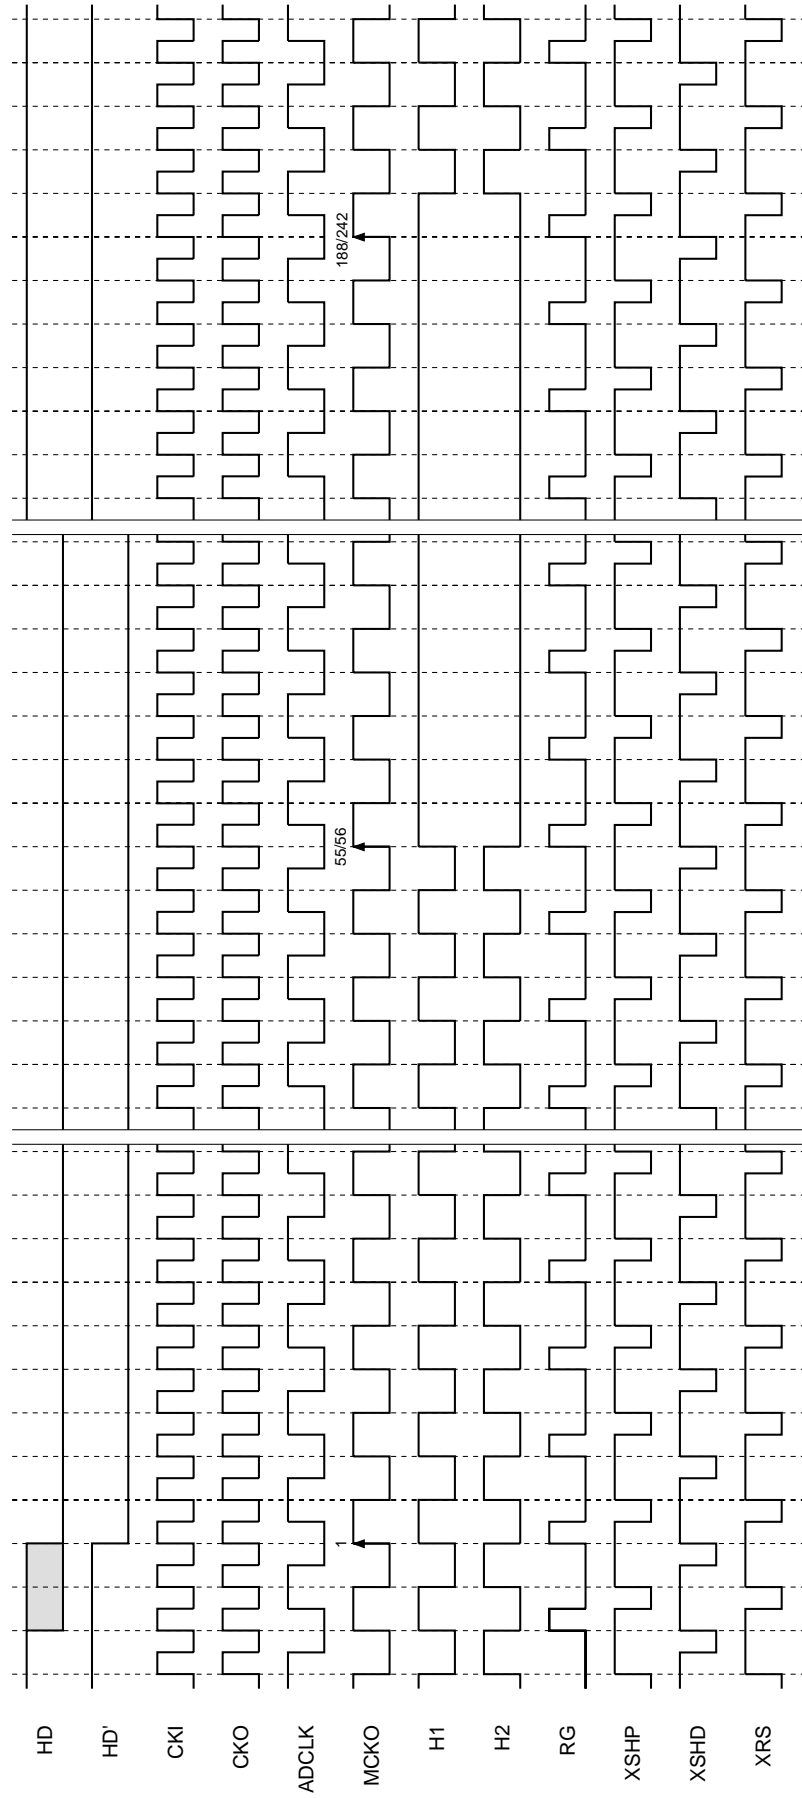 HD
HD'
CKI
CKO
ADCLK
MCKO
H1
H2
RG
XSHP
XSHD
XRS
1
55/56
188/242